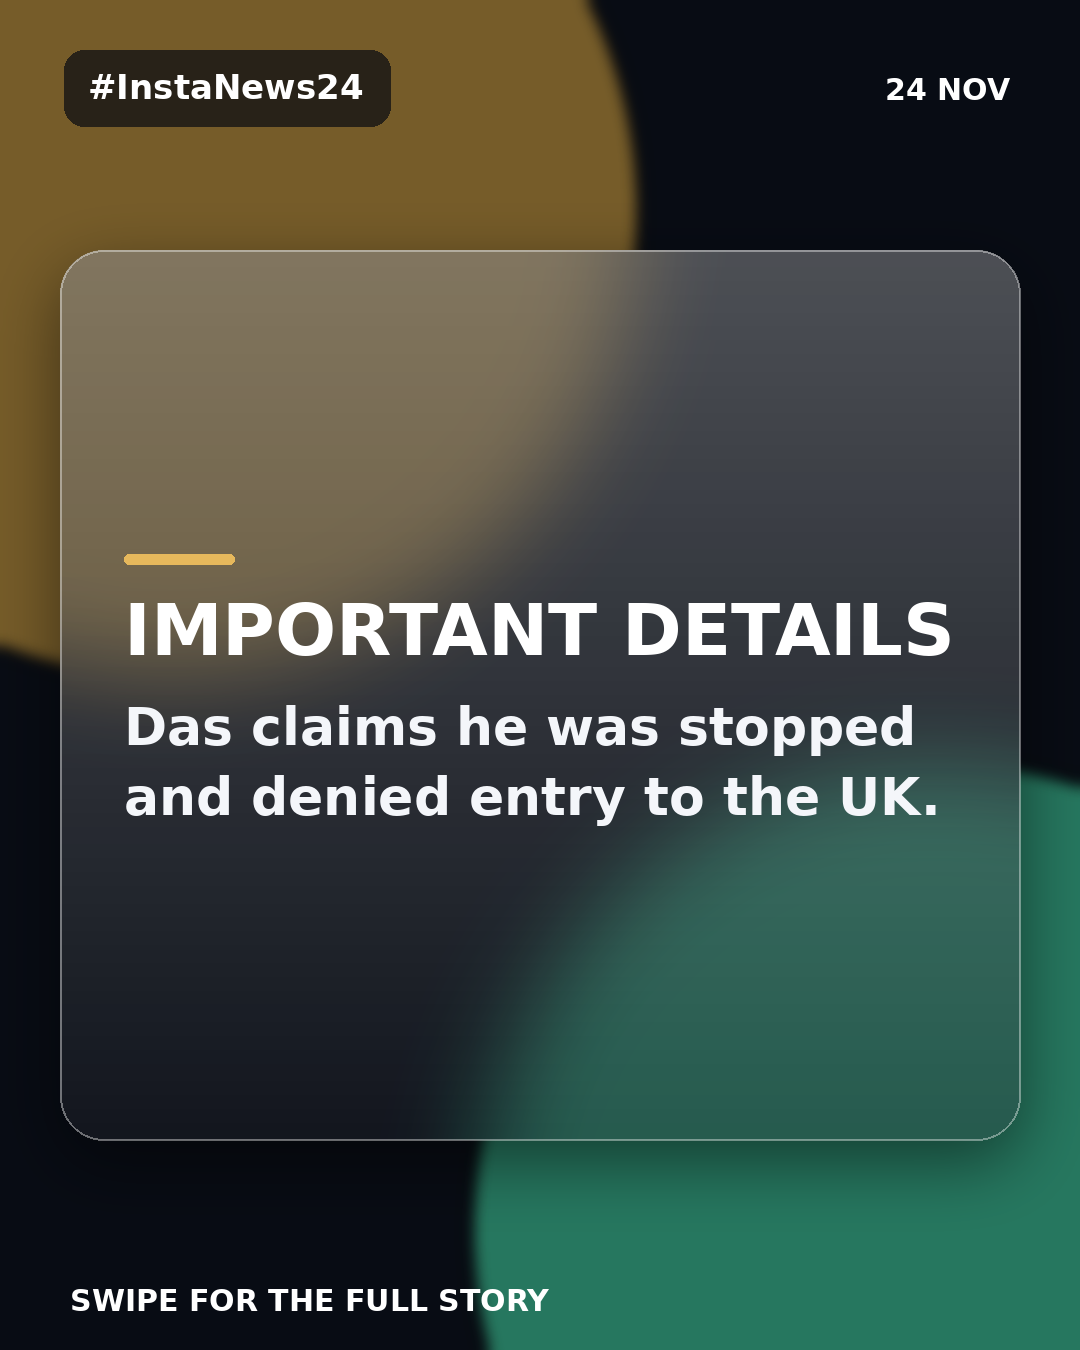 #InstaNews24
24 NOV
IMPORTANT DETAILS
Das claims he was stopped
and denied entry to the UK.
SWIPE FOR THE FULL STORY